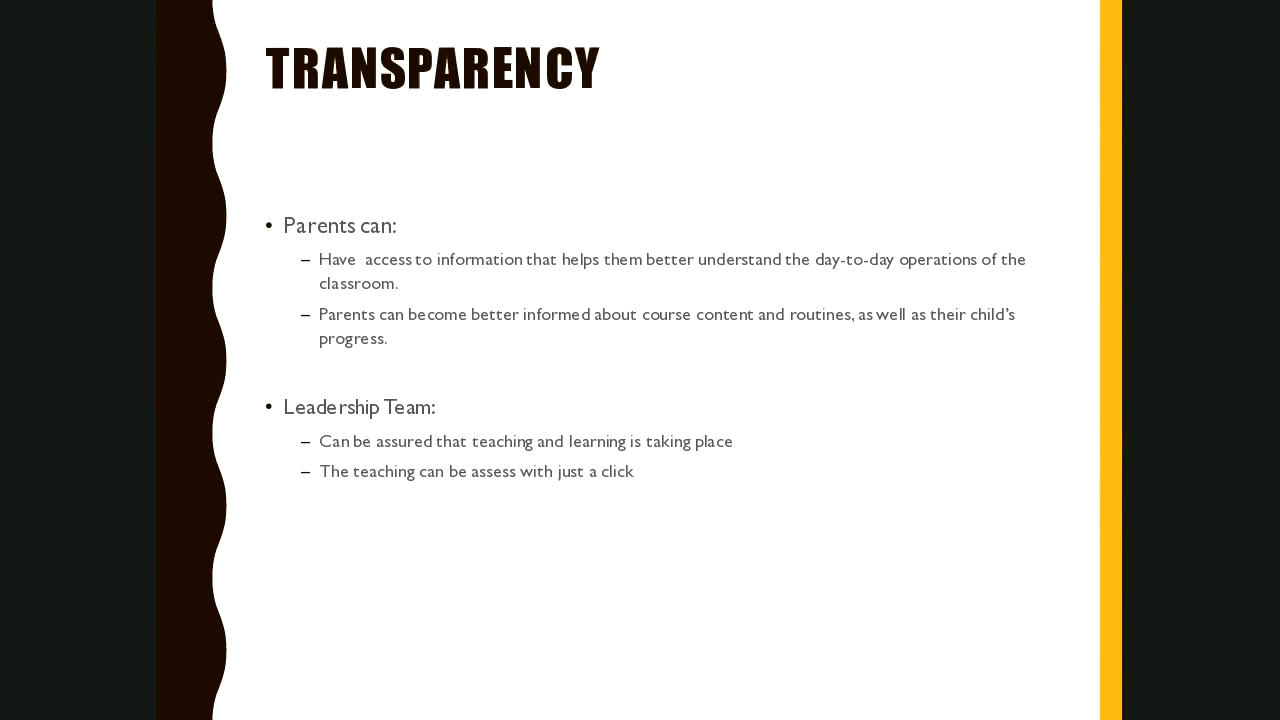 TRANSPARENCY
• Parents can:
– Have access to information that helps them better understand the day-to-day operations of the
classroom.
– Parents can become better informed about course content and routines, as well as their child’s
progress.
• Leadership Team:
– Can be assured that teaching and learning is taking place
– The teaching can be assess with just a click